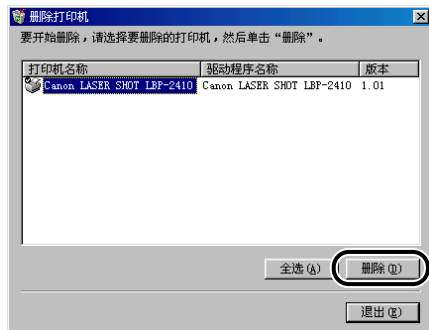 删除打印机
要开始删除，请选择要删除的打印机，然后单击“删除”。
打印机名称 驱动程序名称 版本
Canon LASER SHOT LBP-2410 Canon LASER SHOT LBP-2410 1.01
全选(A) 删除(D)
退出(E)